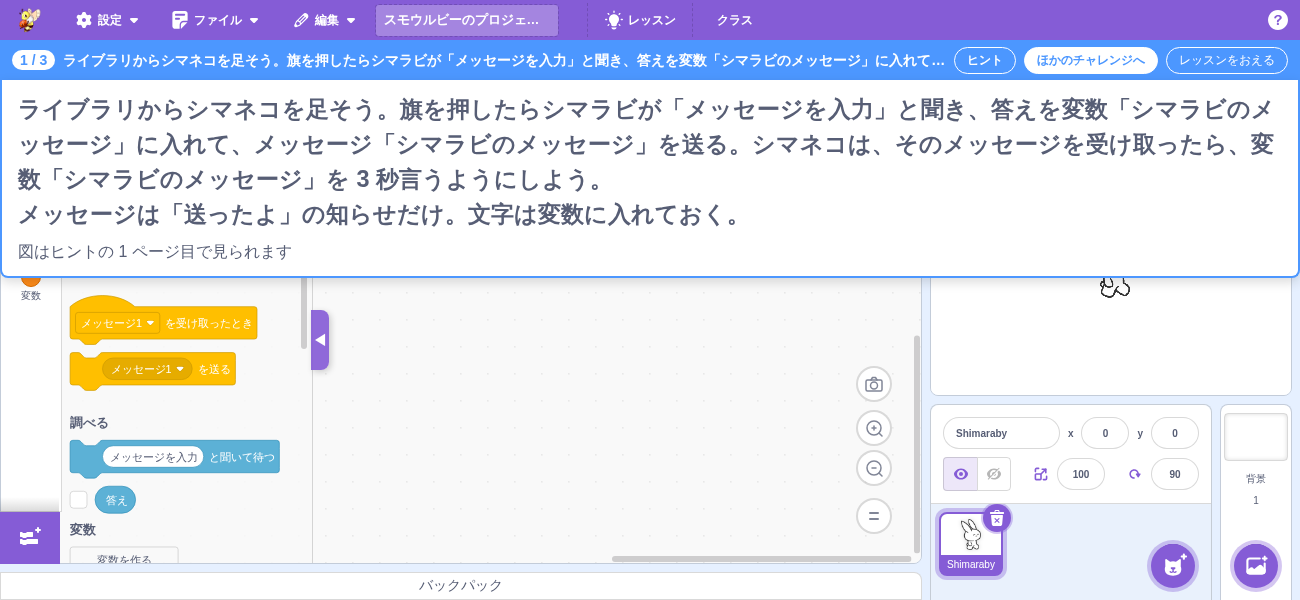 設定
ファイル
編集
スモウルビーのプロジェ…
レッスン
クラス
?
1 / 3
ライブラリからシマネコを足そう。旗を押したらシマラビが「メッセージを入力」と聞き、答えを変数「シマラビのメッセージ」に入れて…
ヒント
ほかのチャレンジへ
レッスンをおえる
ライブラリからシマネコを足そう。旗を押したらシマラビが「メッセージを入力」と聞き、答えを変数「シマラビのメ
ッセージ」に入れて、メッセージ「シマラビのメッセージ」を送る。シマネコは、そのメッセージを受け取ったら、変
数「シマラビのメッセージ」を 3 秒言うようにしよう。
メッセージは「送ったよ」の知らせだけ。文字は変数に入れておく。
図はヒントの 1 ページ目で見られます
変数
メッセージ1 を受け取ったとき
メッセージ1 を送る
調べる
メッセージを入力 と聞いて待つ
答え
変数
変数を作る
バックパック
Shimaraby
x
0
y
0
100
90
Shimaraby
背景
1